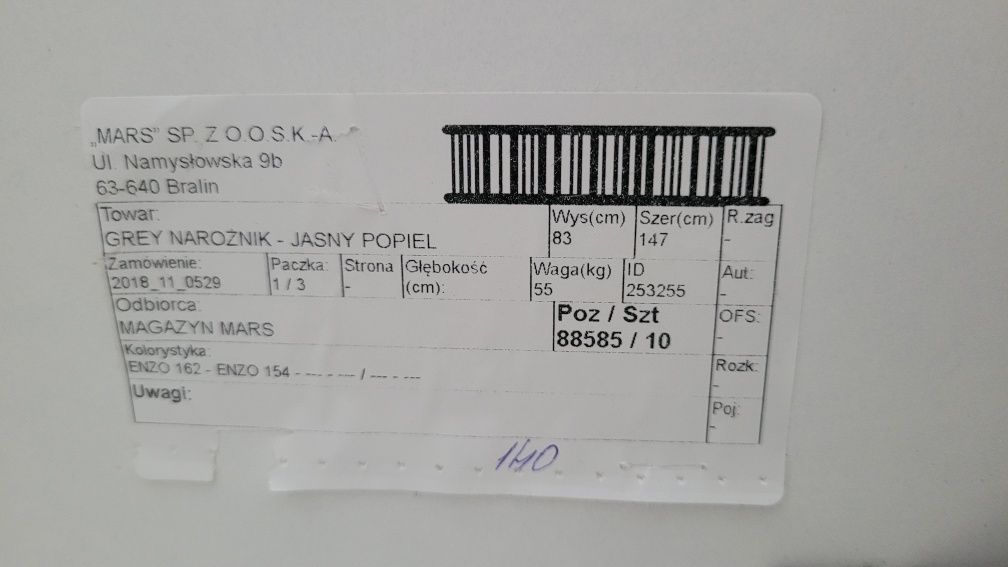 „MARS” SP. Z O.O.S.K.-A.
Ul. Namysłowska 9b
63-640 Bralin
Towar:
GREY NAROŻNIK - JASNY POPIEL
Wys(cm)
83
Szer(cm)
147
R.zag
-
Zamówienie:
2018_11_0529
Paczka:
1 / 3
Strona
-
Głębokość
(cm):
Waga(kg)
55
ID
253255
Aut:
-
Odbiorca:
MAGAZYN MARS
Poz / Szt
88585 / 10
OFS:
-
Kolorystyka:
ENZO 162 - ENZO 154 - --- - --- / --- - ---
Rozk:
-
Uwagi:
Poj:
-
140